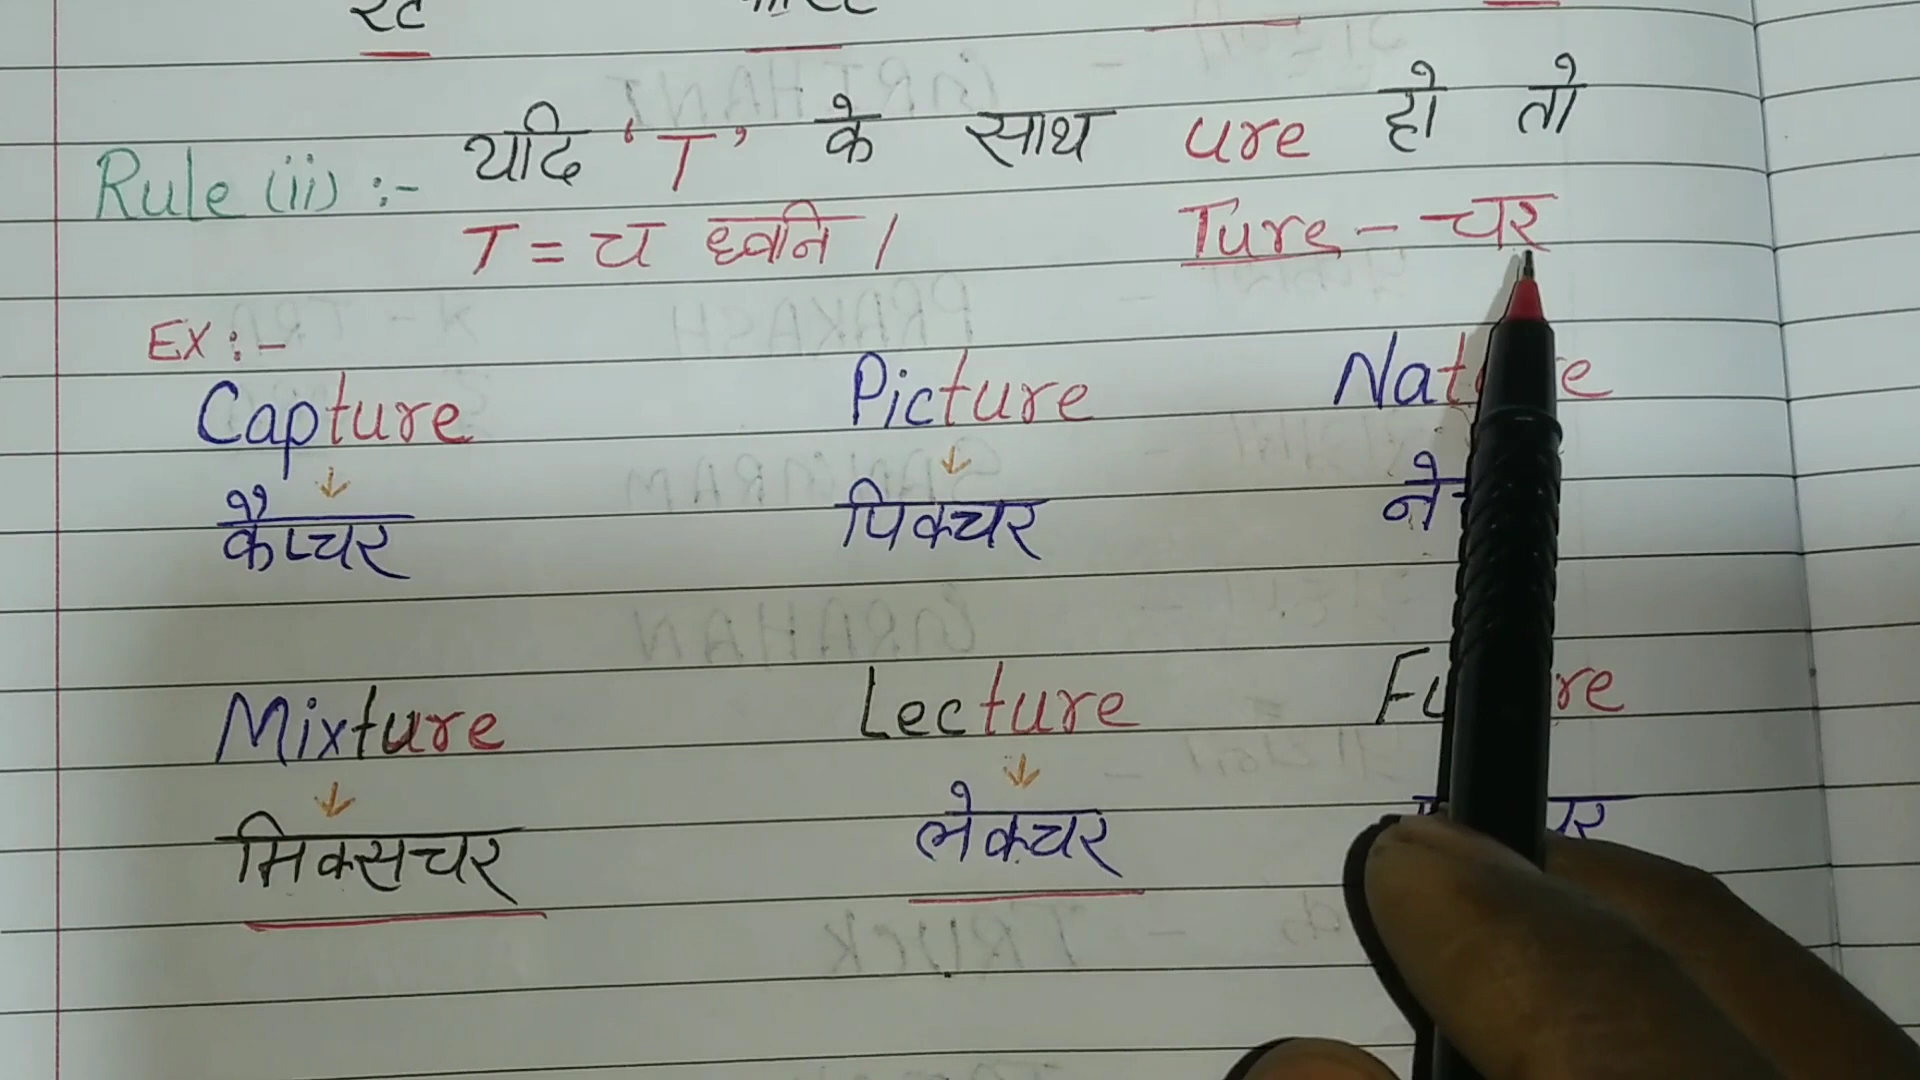 Rule (ii) :- यदि 'T' के साथ ure हो तो
T = च ध्वनि । Ture - चर
Ex :-
Capture Picture
↓ ↓
कैप्चर पिक्चर
Mixture Lecture
↓ ↓
मिक्सचर लेक्चर